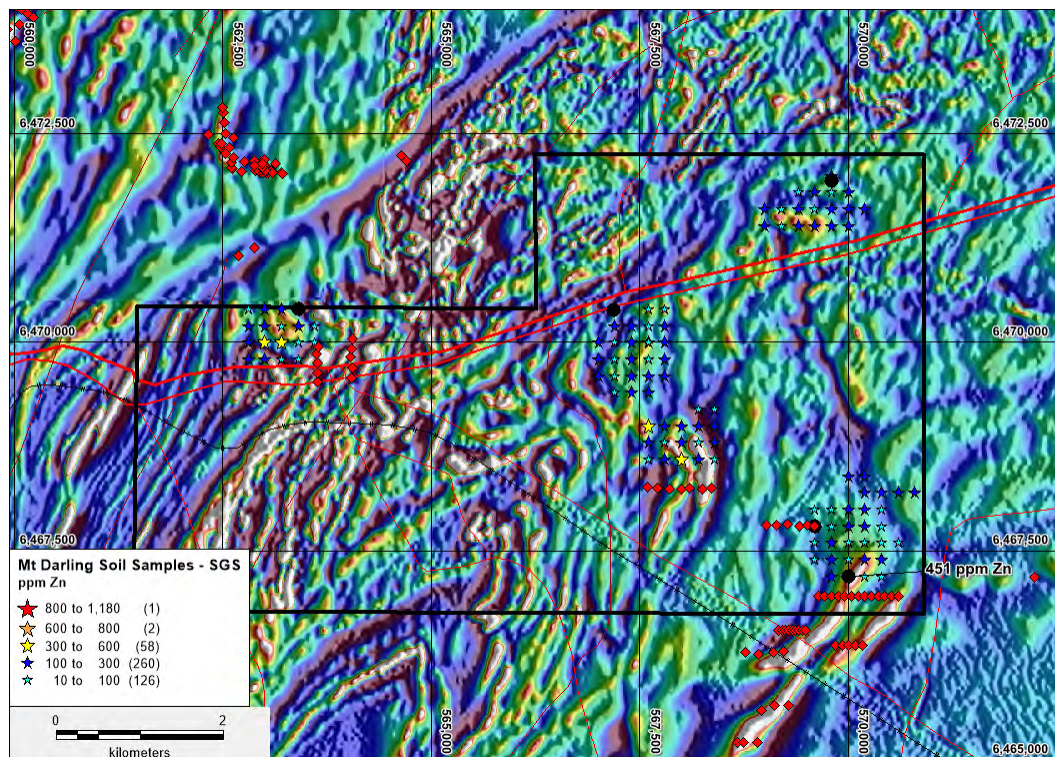 560,000
562,500
565,000
567,500
570,000
6,472,500
6,472,500
6,470,000
6,470,000
6,467,500
6,467,500
451 ppm Zn
Mt Darling Soil Samples - SGS
ppm Zn
800 to 1,180 (1)
600 to 800 (2)
300 to 600 (58)
100 to 300 (260)
10 to 100 (126)
0 2
kilometers
565,000
567,500
570,000
6,465,000